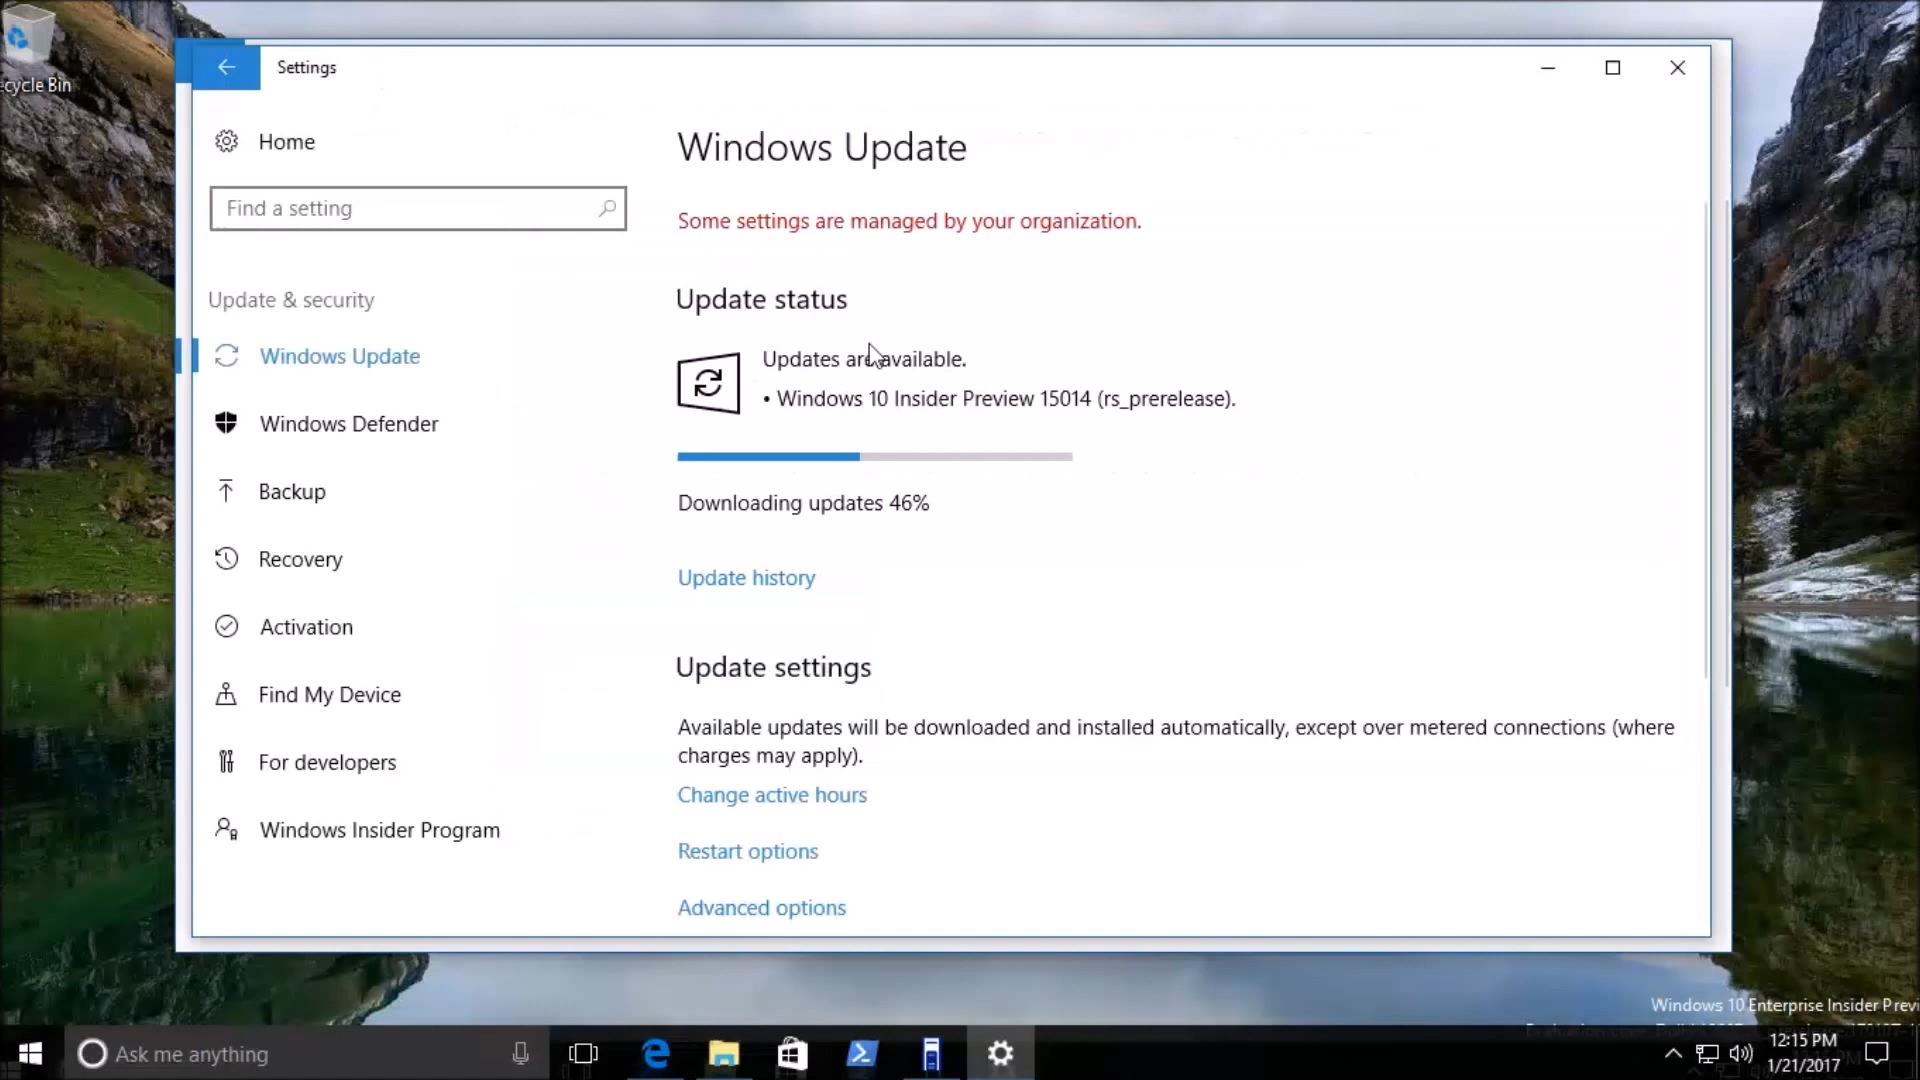 ecycle Bin
Settings
Home
Find a setting
Update & security
Windows Update
Windows Defender
Backup
Recovery
Activation
Find My Device
For developers
Windows Insider Program
Windows Update
Some settings are managed by your organization.
Update status
Updates are available.
• Windows 10 Insider Preview 15014 (rs_prerelease).
Downloading updates 46%
Update history
Update settings
Available updates will be downloaded and installed automatically, except over metered connections (where
charges may apply).
Change active hours
Restart options
Advanced options
Windows 10 Enterprise Insider Previ
Ask me anything
12:15 PM
1/21/2017